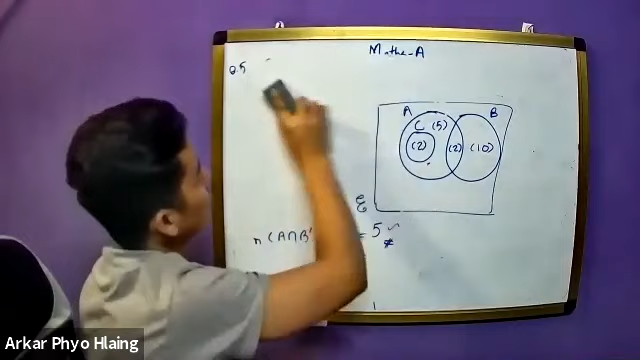 Maths-A
Q.5
A B
C (5)
(2) (2) (10)
ℰ
n(A∩B' = 5
Arkar Phyo Hlaing